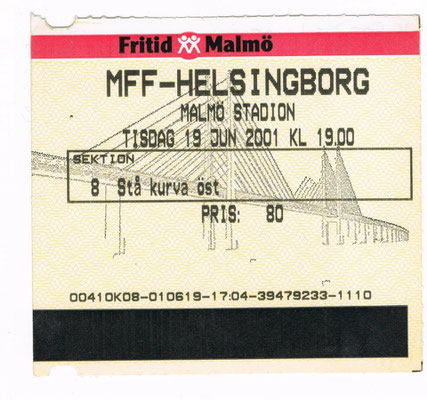 Fritid Malmö
MFF-HELSINGBORG
MALMÖ STADION
TISDAG 19 JUN 2001 KL 19.00
SEKTION
8 Stå kurva öst
PRIS: 80
00410K08-010619-17:04-39479233-1110